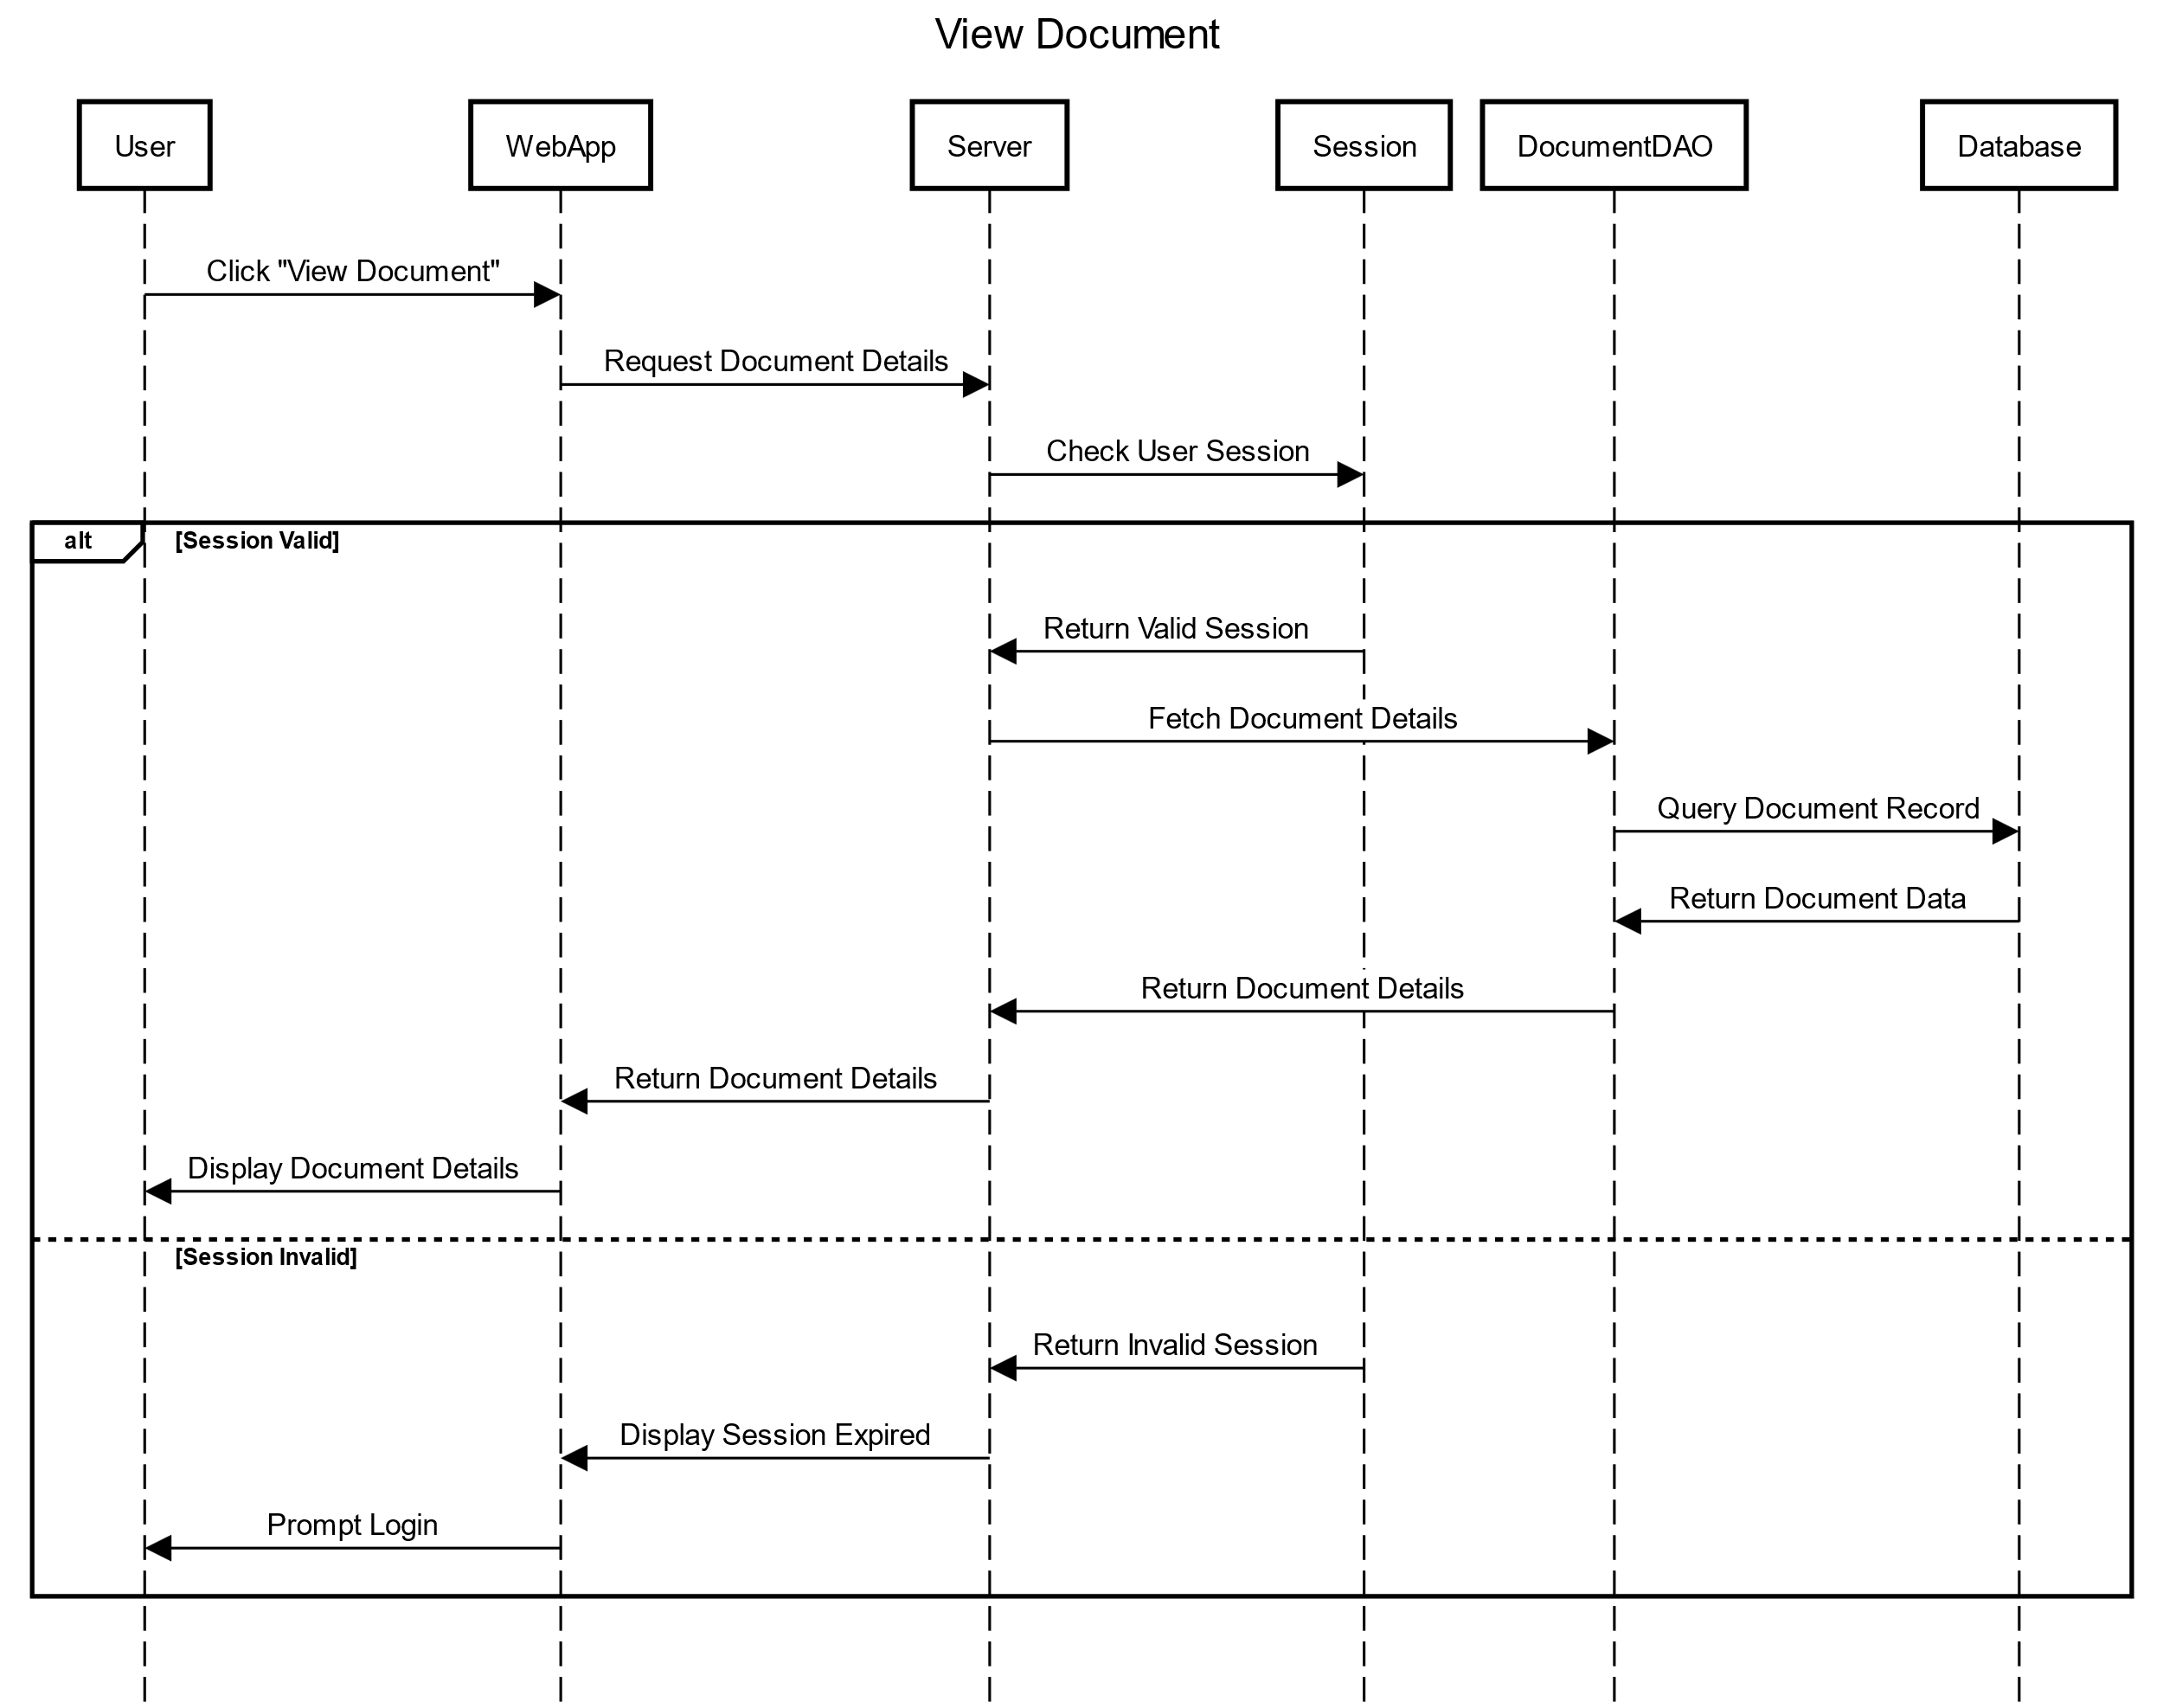 View Document
User
WebApp
Server
Session
DocumentDAO
Database
Click "View Document"
Request Document Details
Check User Session
alt
[Session Valid]
Return Valid Session
Fetch Document Details
Query Document Record
Return Document Data
Return Document Details
Return Document Details
Display Document Details
[Session Invalid]
Return Invalid Session
Display Session Expired
Prompt Login